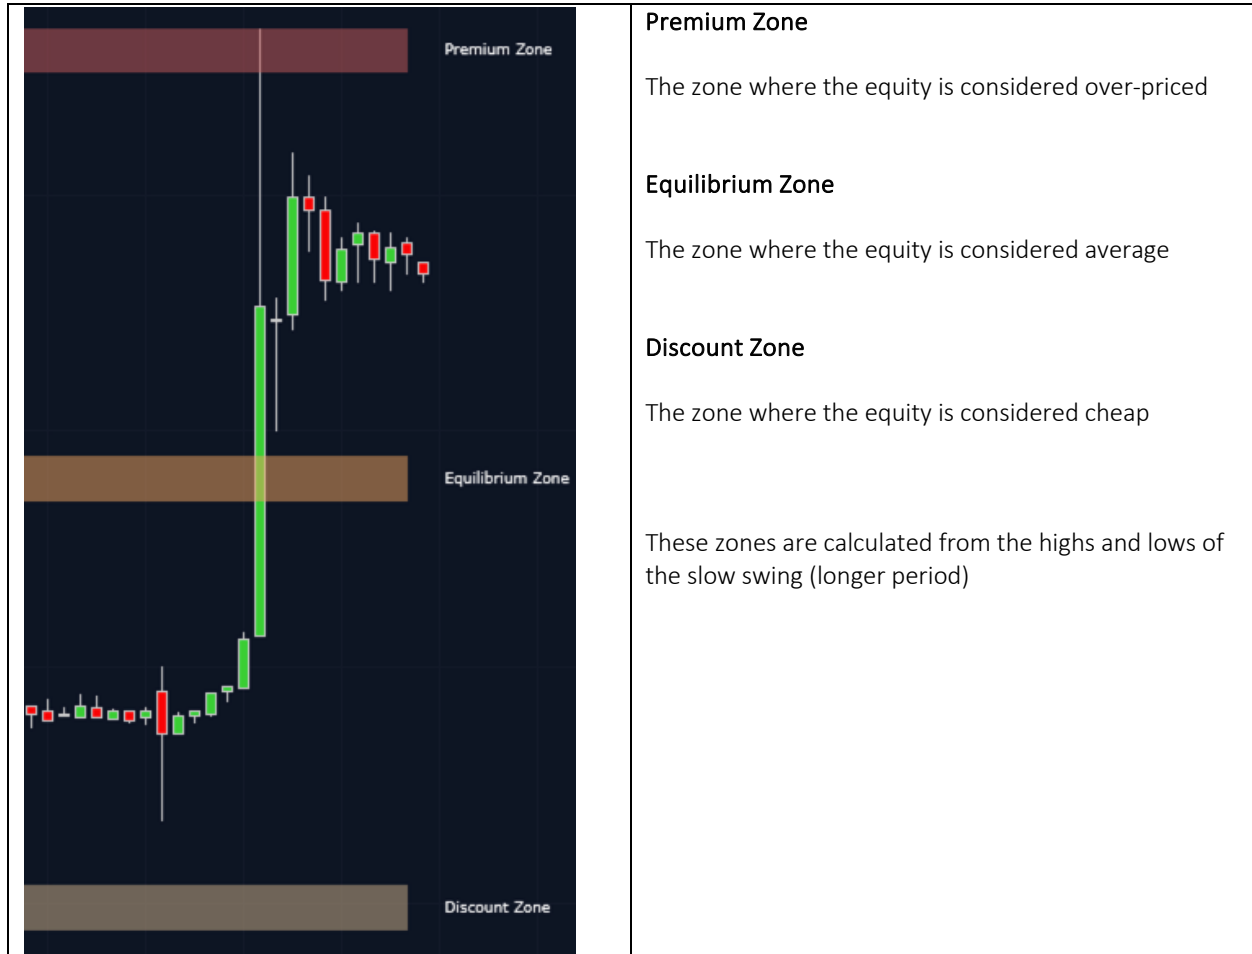 Premium Zone
Equilibrium Zone
Discount Zone
Premium Zone
The zone where the equity is considered over-priced
Equilibrium Zone
The zone where the equity is considered average
Discount Zone
The zone where the equity is considered cheap
These zones are calculated from the highs and lows of
the slow swing (longer period)